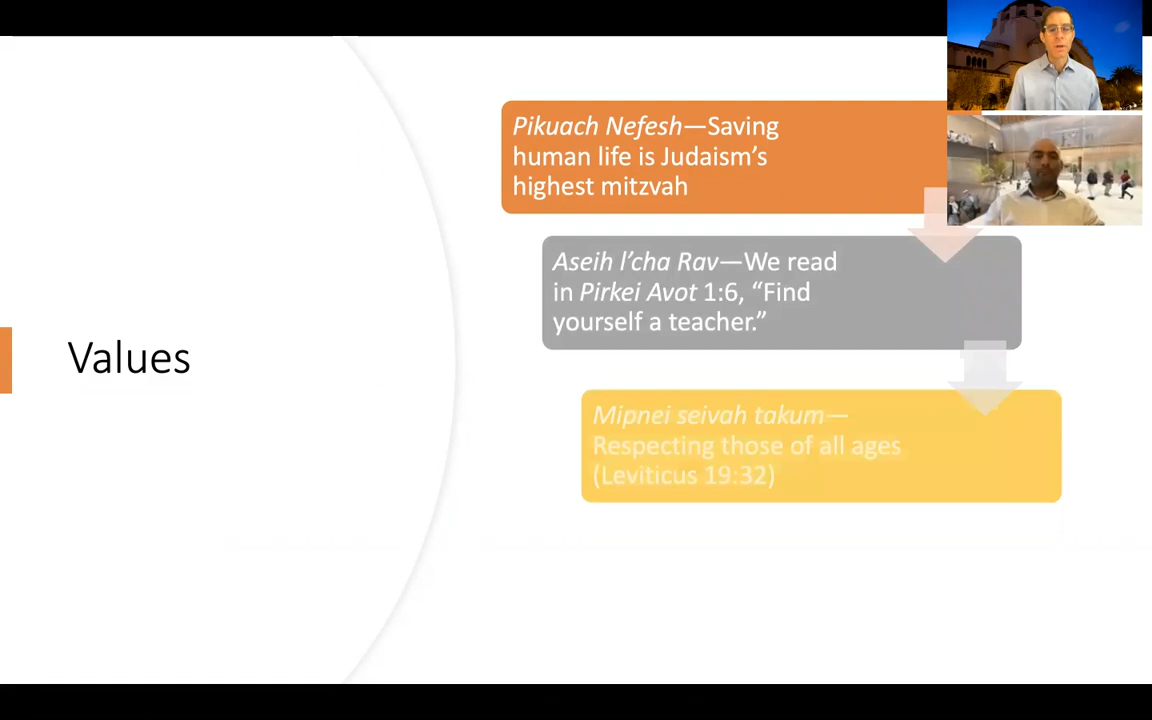 Values
Pikuach Nefesh—Saving
human life is Judaism’s
highest mitzvah
Aseih l’cha Rav—We read
in Pirkei Avot 1:6, “Find
yourself a teacher.”
Mipnei seivah takum—
Respecting those of all ages
(Leviticus 19:32)